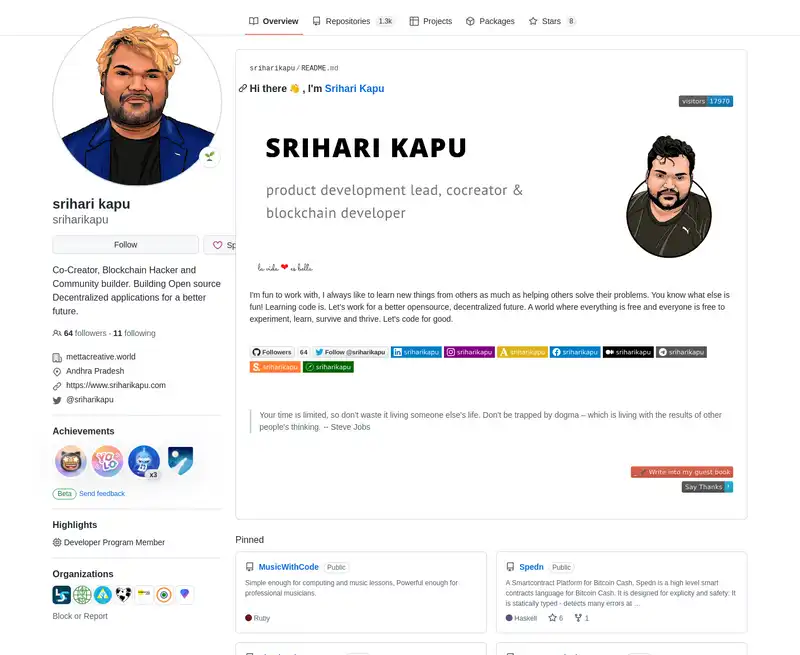 Overview
Repositories 1.3k
Projects
Packages
Stars 8
srihari kapu
sriharikapu
Follow
Sp
Co-Creator, Blockchain Hacker and
Community builder. Building Open source
Decentralized applications for a better
future.
64 followers · 11 following
mettacreative.world
Andhra Pradesh
https://www.sriharikapu.com
@sriharikapu
Achievements
YOLO
x3
Beta Send feedback
Highlights
Developer Program Member
Organizations
Block or Report
sriharikapu/README.md
Hi there 👋 , I'm Srihari Kapu
visitors 17970
SRIHARI KAPU
product development lead, cocreator &
blockchain developer
la vida ❤ es bella
I'm fun to work with, I always like to learn new things from others as much as helping others solve their problems. You know what else is
fun! Learning code is. Let's work for a better opensource, decentralized future. A world where everything is free and everyone is free to
experiment, learn, survive and thrive. Let's code for good.
Followers 64 Follow @sriharikapu sriharikapu sriharikapu sriharikapu sriharikapu sriharikapu sriharikapu
sriharikapu sriharikapu
Your time is limited, so don't waste it living someone else's life. Don't be trapped by dogma – which is living with the results of other
people's thinking. -- Steve Jobs
Write into my guest book
Say Thanks !
Pinned
MusicWithCode Public
Simple enough for computing and music lessons, Powerful enough for
professional musicians.
Ruby
Spedn Public
A Smartcontract Platform for Bitcoin Cash, Spedn is a high level smart
contracts language for Bitcoin Cash. It is designed for explicity and safety: It
is statically typed - detects many errors at ...
Haskell 6 1